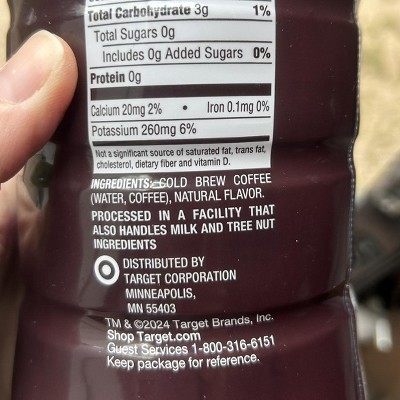 Total Carbohydrate 3g 1%
Total Sugars 0g
Includes 0g Added Sugars 0%
Protein 0g
Calcium 20mg 2% • Iron 0.1mg 0%
Potassium 260mg 6%
Not a significant source of saturated fat, trans fat,
cholesterol, dietary fiber and vitamin D.
INGREDIENTS: COLD BREW COFFEE
(WATER, COFFEE), NATURAL FLAVOR.
PROCESSED IN A FACILITY THAT
ALSO HANDLES MILK AND TREE NUT
INGREDIENTS
DISTRIBUTED BY
TARGET CORPORATION
MINNEAPOLIS,
MN 55403
TM & ©2024 Target Brands, Inc.
Shop Target.com
Guest Services 1-800-316-6151
Keep package for reference.